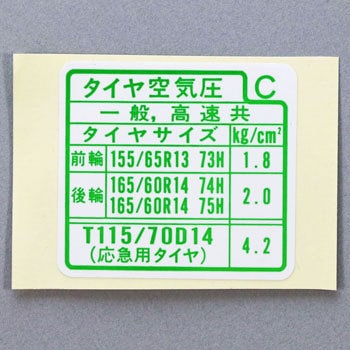 タイヤ空気圧 C
一般,高速共
タイヤサイズ kg/cm²
前輪 155/65R13 73H 1.8
後輪 165/60R14 74H 2.0
165/60R14 75H
T115/70D14 4.2
(応急用タイヤ)